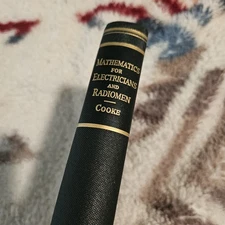 MATHEMATICS
FOR
ELECTRICIANS
AND
RADIOMEN
COOKE